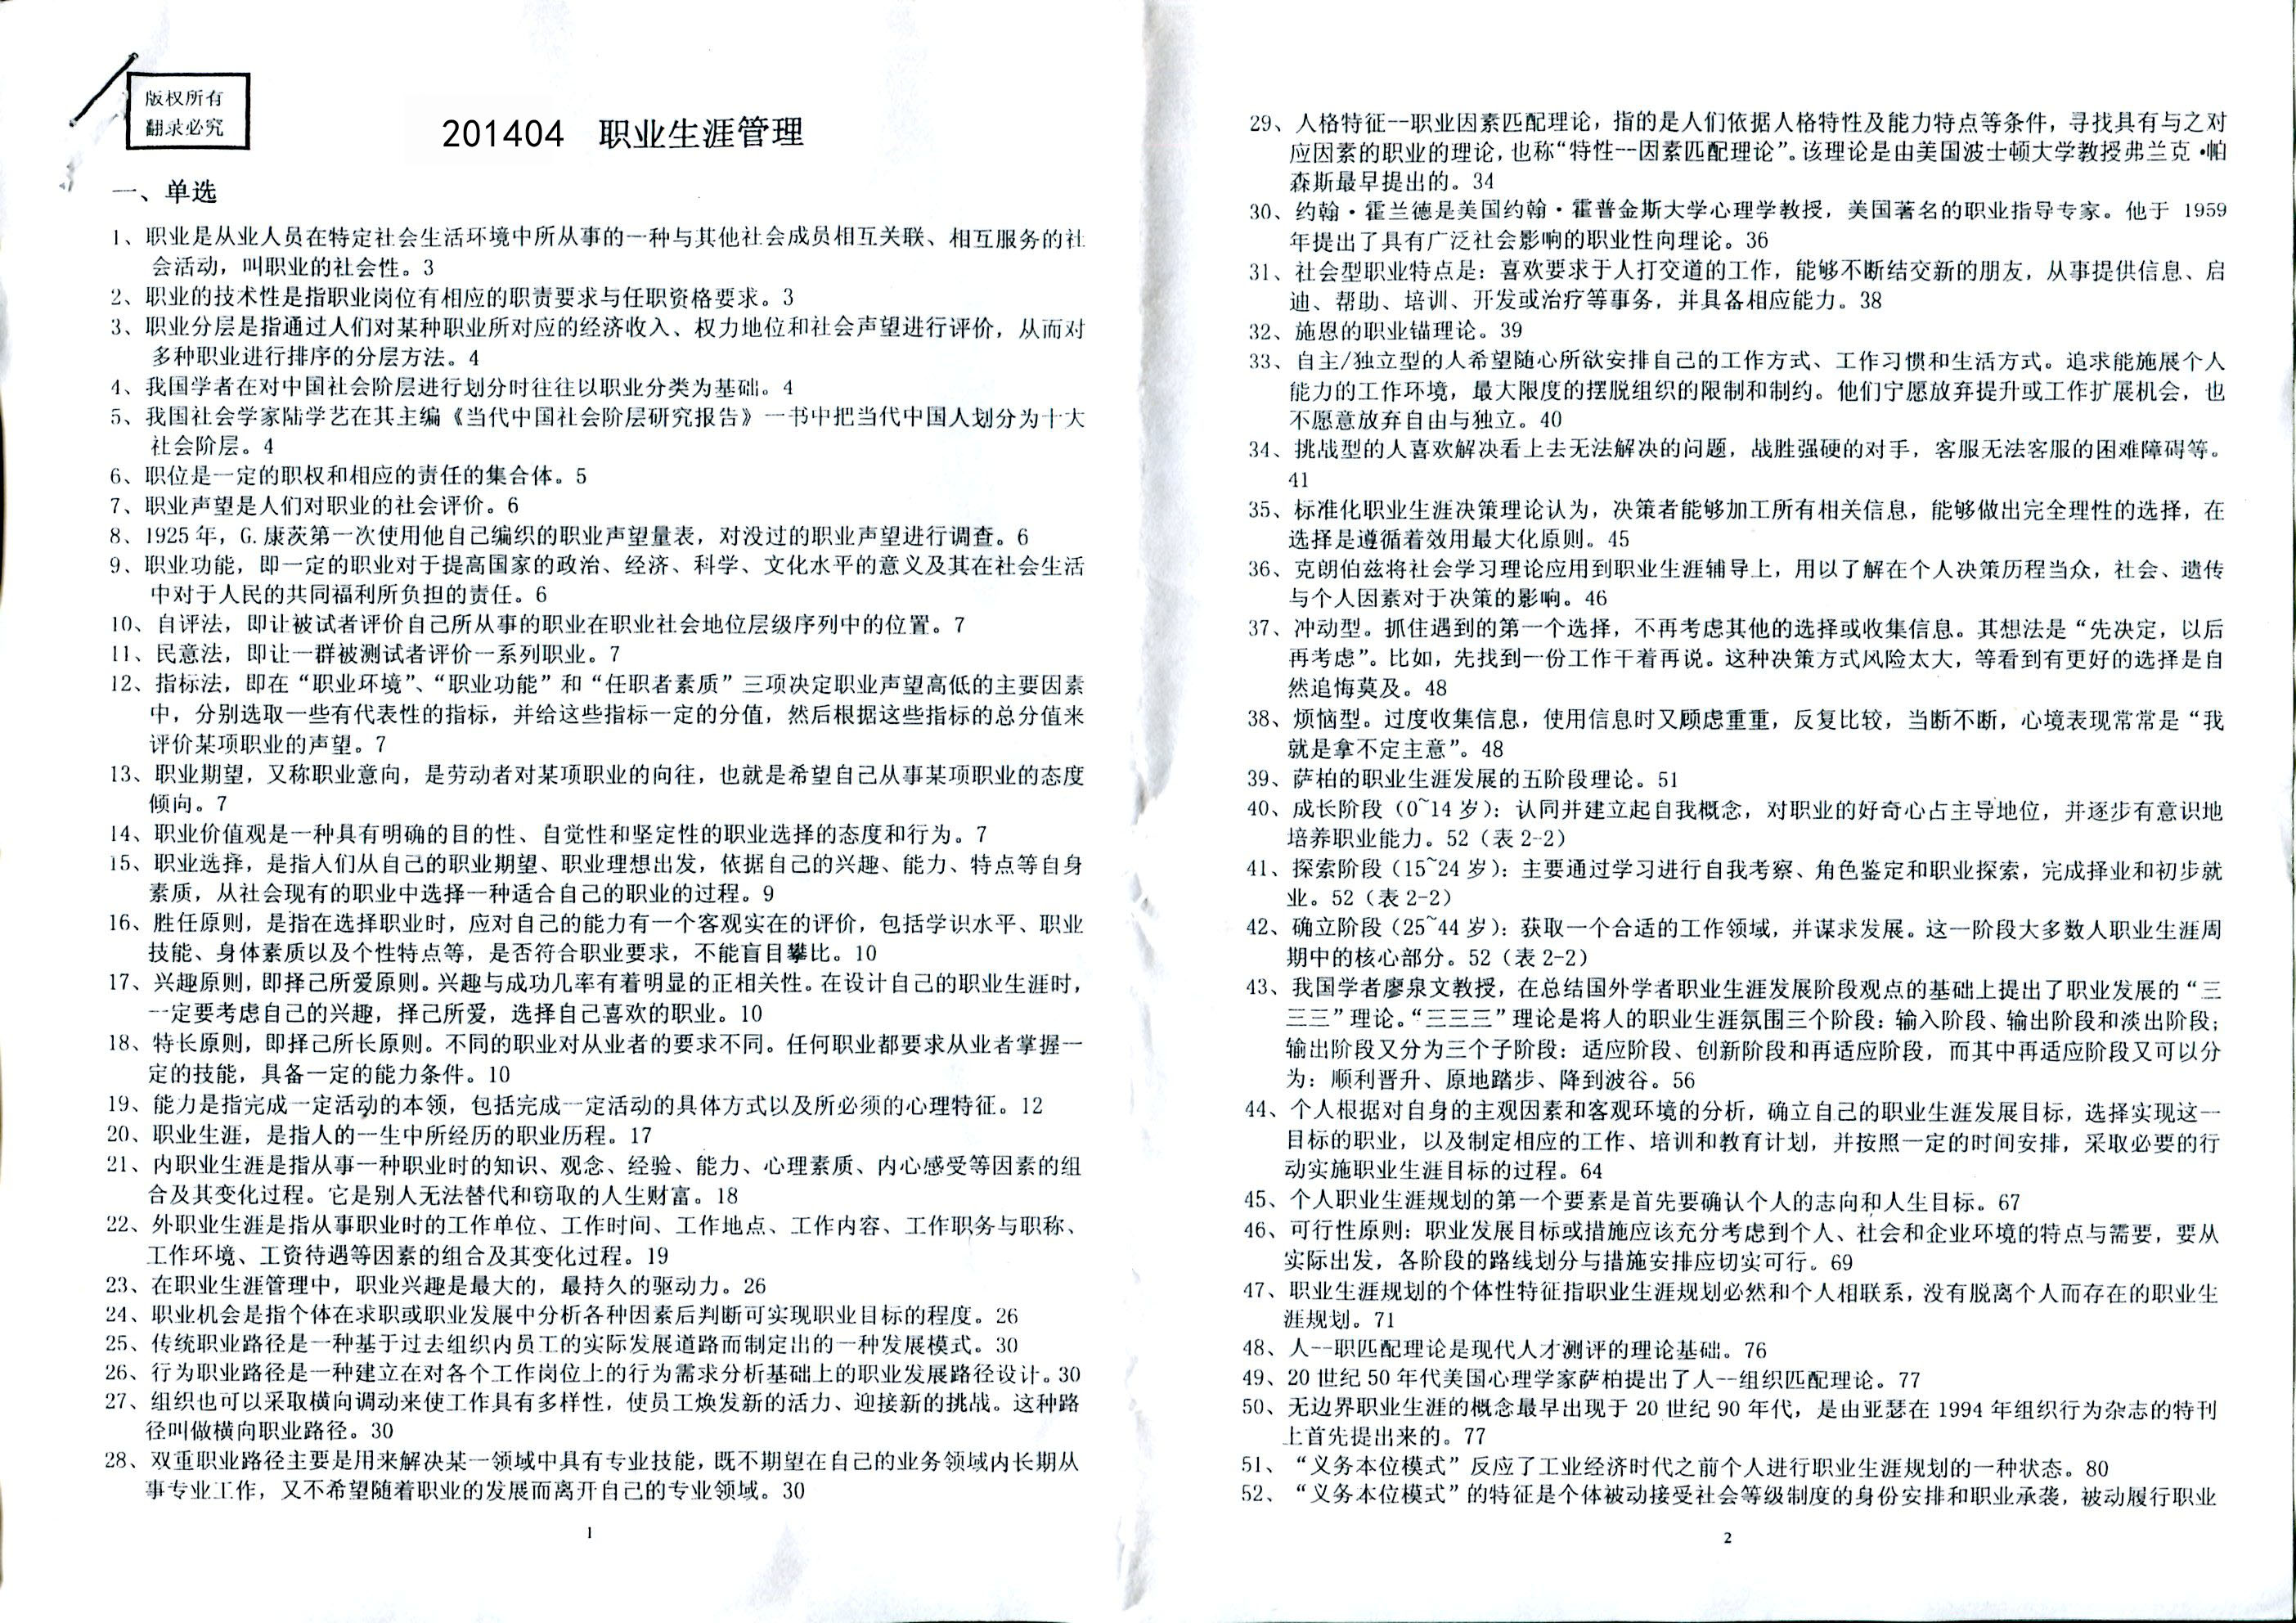 版权所有
翻录必究
201404 职业生涯管理
一、单选
1、职业是从业人员在特定社会生活环境中所从事的一种与其他社会成员相互关联、相互服务的社
会活动，叫职业的社会性。3
2、职业的技术性是指职业岗位有相应的职责要求与任职资格要求。3
3、职业分层是指通过人们对某种职业所对应的经济收入、权力地位和社会声望进行评价，从而对
多种职业进行排序的分层方法。4
4、我国学者在对中国社会阶层进行划分时往往以职业分类为基础。4
5、我国社会学家陆学艺在其主编《当代中国社会阶层研究报告》一书中把当代中国人划分为十大
社会阶层。4
6、职位是一定的职权和相应的责任的集合体。5
7、职业声望是人们对职业的社会评价。6
8、1925年，G.康茨第一次使用他自己编织的职业声望量表，对没过的职业声望进行调查。6
9、职业功能，即一定的职业对于提高国家的政治、经济、科学、文化水平的意义及其在社会生活
中对于人民的共同福利所负担的责任。6
10、自评法，即让被试者评价自己所从事的职业在职业社会地位层级序列中的位置。7
11、民意法，即让一群被测试者评价一系列职业。7
12、指标法，即在“职业环境”、“职业功能”和“任职者素质”三项决定职业声望高低的主要因素
中，分别选取一些有代表性的指标，并给这些指标一定的分值，然后根据这些指标的总分值来
评价某项职业的声望。7
13、职业期望，又称职业意向，是劳动者对某项职业的向往，也就是希望自己从事某项职业的态度
倾向。7
14、职业价值观是一种具有明确的目的性、自觉性和坚定性的职业选择的态度和行为。7
15、职业选择，是指人们从自己的职业期望、职业理想出发，依据自己的兴趣、能力、特点等自身
素质，从社会现有的职业中选择一种适合自己的职业的过程。9
16、胜任原则，是指在选择职业时，应对自己的能力有一个客观实在的评价，包括学识水平、职业
技能、身体素质以及个性特点等，是否符合职业要求，不能盲目攀比。10
17、兴趣原则，即择己所爱原则。兴趣与成功几率有着明显的正相关性。在设计自己的职业生涯时，
一定要考虑自己的兴趣，择己所爱，选择自己喜欢的职业。10
18、特长原则，即择己所长原则。不同的职业对从业者的要求不同。任何职业都要求从业者掌握一
定的技能，具备一定的能力条件。10
19、能力是指完成一定活动的本领，包括完成一定活动的具体方式以及所必须的心理特征。12
20、职业生涯，是指人的一生中所经历的职业历程。17
21、内职业生涯是指从事一种职业时的知识、观念、经验、能力、心理素质、内心感受等因素的组
合及其变化过程。它是别人无法替代和窃取的人生财富。18
22、外职业生涯是指从事职业时的工作单位、工作时间、工作地点、工作内容、工作职务与职称、
工作环境、工资待遇等因素的组合及其变化过程。19
23、在职业生涯管理中，职业兴趣是最大的，最持久的驱动力。26
24、职业机会是指个体在求职或职业发展中分析各种因素后判断可实现职业目标的程度。26
25、传统职业路径是一种基于过去组织内员工的实际发展道路而制定出的一种发展模式。30
26、行为职业路径是一种建立在对各个工作岗位上的行为需求分析基础上的职业发展路径设计。30
27、组织也可以采取横向调动来使工作具有多样性，使员工焕发新的活力、迎接新的挑战。这种路
径叫做横向职业路径。30
28、双重职业路径主要是用来解决某一领域中具有专业技能，既不期望在自己的业务领域内长期从
事专业工作，又不希望随着职业的发展而离开自己的专业领域。30
1
29、人格特征--职业因素匹配理论，指的是人们依据人格特性及能力特点等条件，寻找具有与之对
应因素的职业的理论，也称“特性--因素匹配理论”。该理论是由美国波士顿大学教授弗兰克·帕
森斯最早提出的。34
30、约翰·霍兰德是美国约翰·霍普金斯大学心理学教授，美国著名的职业指导专家。他于 1959
年提出了具有广泛社会影响的职业性向理论。36
31、社会型职业特点是：喜欢要求于人打交道的工作，能够不断结交新的朋友，从事提供信息、启
迪、帮助、培训、开发或治疗等事务，并具备相应能力。38
32、施恩的职业锚理论。39
33、自主/独立型的人希望随心所欲安排自己的工作方式、工作习惯和生活方式。追求能施展个人
能力的工作环境，最大限度的摆脱组织的限制和制约。他们宁愿放弃提升或工作扩展机会，也
不愿意放弃自由与独立。40
34、挑战型的人喜欢解决看上去无法解决的问题，战胜强硬的对手，客服无法客服的困难障碍等。
41
35、标准化职业生涯决策理论认为，决策者能够加工所有相关信息，能够做出完全理性的选择，在
选择是遵循着效用最大化原则。45
36、克朗伯兹将社会学习理论应用到职业生涯辅导上，用以了解在个人决策历程当众，社会、遗传
与个人因素对于决策的影响。46
37、冲动型。抓住遇到的第一个选择，不再考虑其他的选择或收集信息。其想法是“先决定，以后
再考虑”。比如，先找到一份工作干着再说。这种决策方式风险太大，等看到有更好的选择是自
然追悔莫及。48
38、烦恼型。过度收集信息，使用信息时又顾虑重重，反复比较，当断不断，心境表现常常是“我
就是拿不定主意”。48
39、萨柏的职业生涯发展的五阶段理论。51
40、成长阶段（0~14岁）：认同并建立起自我概念，对职业的好奇心占主导地位，并逐步有意识地
培养职业能力。52（表2-2）
41、探索阶段（15~24岁）：主要通过学习进行自我考察、角色鉴定和职业探索，完成择业和初步就
业。52（表2-2）
42、确立阶段（25~44岁）：获取一个合适的工作领域，并谋求发展。这一阶段大多数人职业生涯周
期中的核心部分。52（表2-2）
43、我国学者廖泉文教授，在总结国外学者职业生涯发展阶段观点的基础上提出了职业发展的“三
三三”理论。“三三三”理论是将人的职业生涯氛围三个阶段：输入阶段、输出阶段和淡出阶段；
输出阶段又分为三个子阶段：适应阶段、创新阶段和再适应阶段，而其中再适应阶段又可以分
为：顺利晋升、原地踏步、降到波谷。56
44、个人根据对自身的主观因素和客观环境的分析，确立自己的职业生涯发展目标，选择实现这一
目标的职业，以及制定相应的工作、培训和教育计划，并按照一定的时间安排，采取必要的行
动实施职业生涯目标的过程。64
45、个人职业生涯规划的第一个要素是首先要确认个人的志向和人生目标。67
46、可行性原则：职业发展目标或措施应该充分考虑到个人、社会和企业环境的特点与需要，要从
实际出发，各阶段的路线划分与措施安排应切实可行。69
47、职业生涯规划的个体性特征指职业生涯规划必然和个人相联系，没有脱离个人而存在的职业生
涯规划。71
48、人--职匹配理论是现代人才测评的理论基础。76
49、20世纪50年代美国心理学家萨柏提出了人--组织匹配理论。77
50、无边界职业生涯的概念最早出现于20世纪90年代，是由亚瑟在1994年组织行为杂志的特刊
上首先提出来的。77
51、“义务本位模式”反应了工业经济时代之前个人进行职业生涯规划的一种状态。80
52、“义务本位模式”的特征是个体被动接受社会等级制度的身份安排和职业承袭，被动履行职业
2